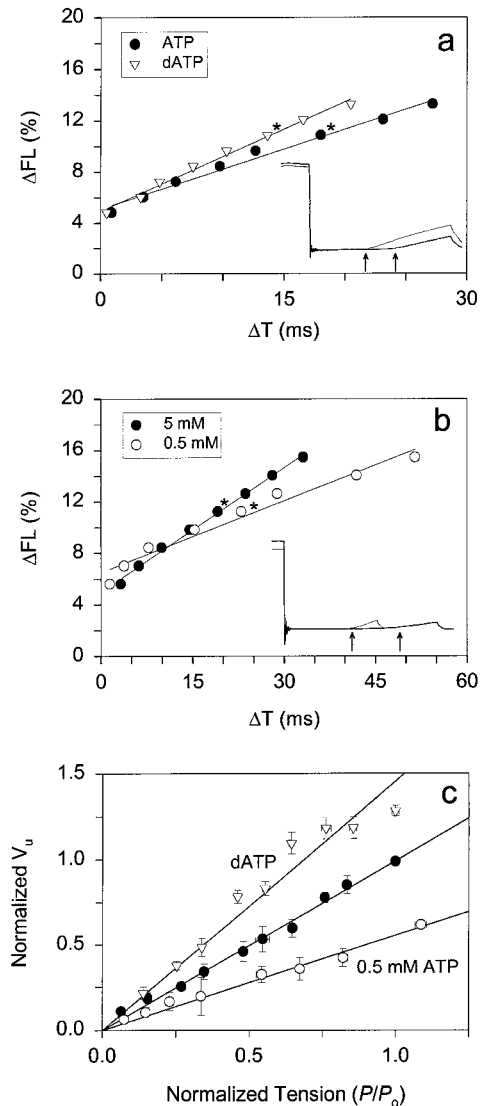 a
ATP
dATP
20
16
12
8
4
0
ΔFL (%)
*
*
0
15
30
ΔT (ms)
b
5 mM
0.5 mM
20
16
12
8
4
0
ΔFL (%)
*
*
0
15
30
45
60
ΔT (ms)
c
1.5
1.0
0.5
0.0
Normalized Vu
dATP
0.5 mM ATP
0.0
0.5
1.0
Normalized Tension (P/Po)